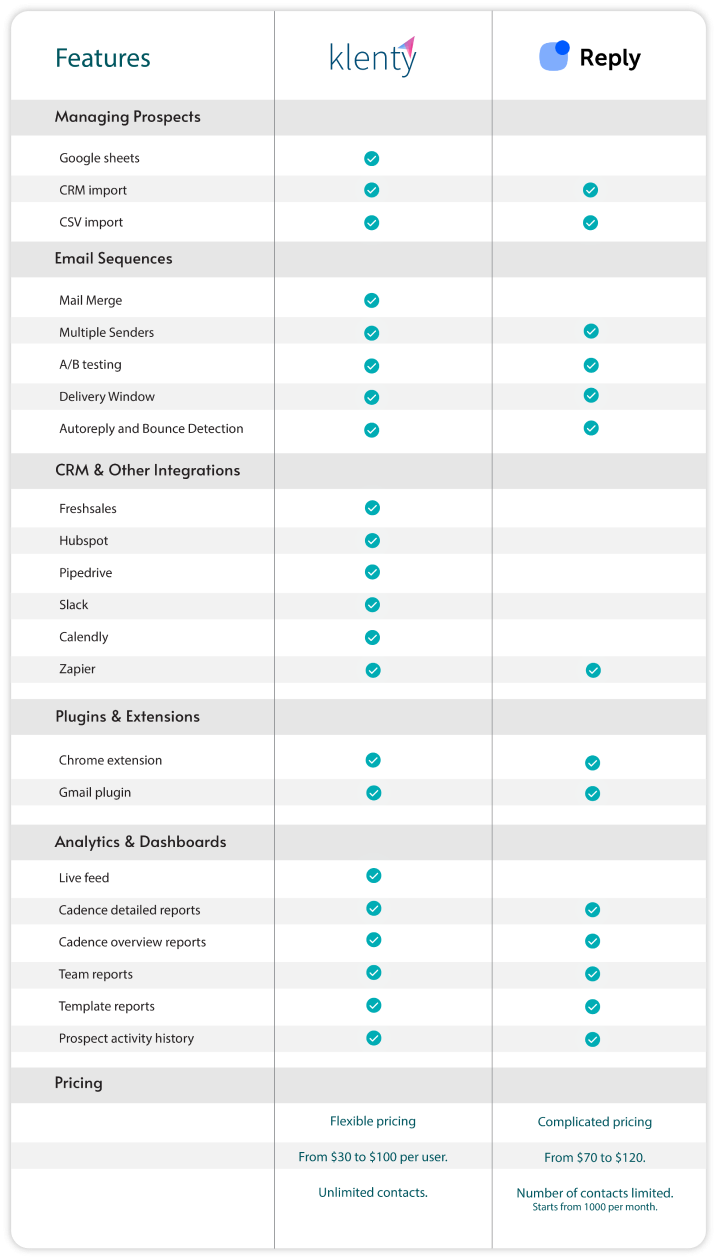 Features klenty Reply
Managing Prospects
Google sheets
CRM import
CSV import
Email Sequences
Mail Merge
Multiple Senders
A/B testing
Delivery Window
Autoreply and Bounce Detection
CRM & Other Integrations
Freshsales
Hubspot
Pipedrive
Slack
Calendly
Zapier
Plugins & Extensions
Chrome extension
Gmail plugin
Analytics & Dashboards
Live feed
Cadence detailed reports
Cadence overview reports
Team reports
Template reports
Prospect activity history
Pricing
Flexible pricing Complicated pricing
From $30 to $100 per user. From $70 to $120.
Unlimited contacts. Number of contacts limited.
Starts from 1000 per month.